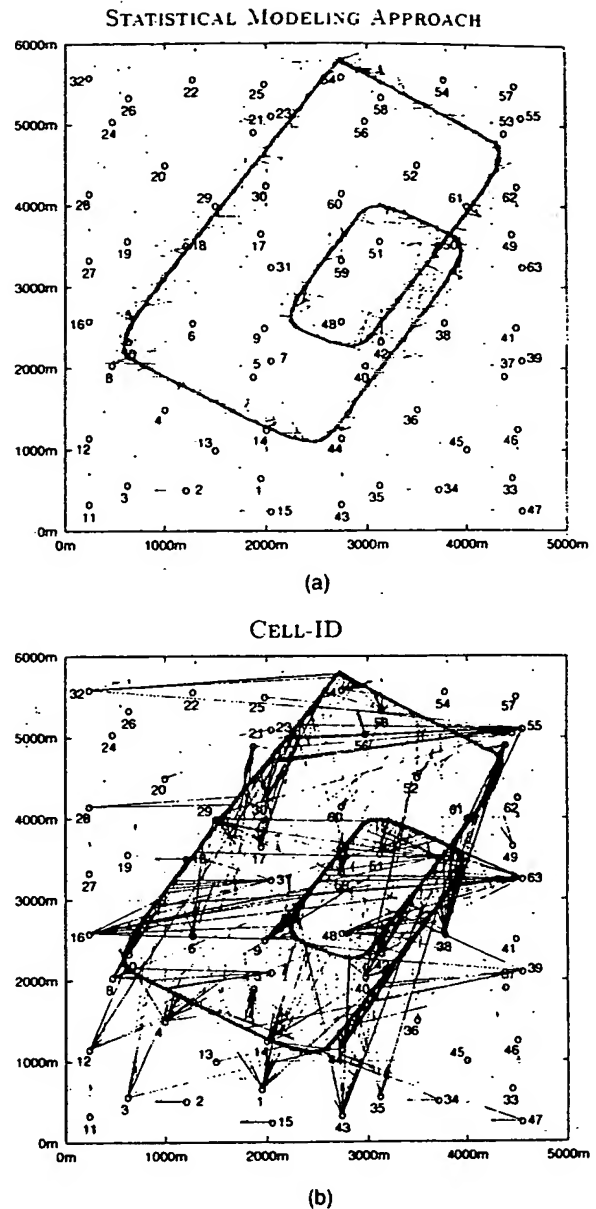 STATISTICAL MODELING APPROACH
6000m
32 22 25 54 57
26 58
24 21 23 56 53 55
5000m
20 52
30
28 29 60 61 62
4000m
19 18 17 51 50 49
27 31 59 63
3000m
16 6 9 48 38 41
5 7 42 37 39
2000m
8 40
4 36
12 13 14 44 45 46
1000m
3 2 1 35 34 33
11 15 43 47
0m
0m 1000m 2000m 3000m 4000m 5000m
(a)
CELL-ID
6000m
32 22 25 54 57
26 58
24 21 23 56 55
5000m
20 52
28 29 30 60 61 62
4000m
19 17 51 49
27 31 63
3000m
16 6 9 48 38 41
39
2000m
8 40
4 36
12 13 14 45 46
1000m
3 2 1 35 34 33
11 15 43 47
0m
0m 1000m 2000m 3000m 4000m 5000m
(b)